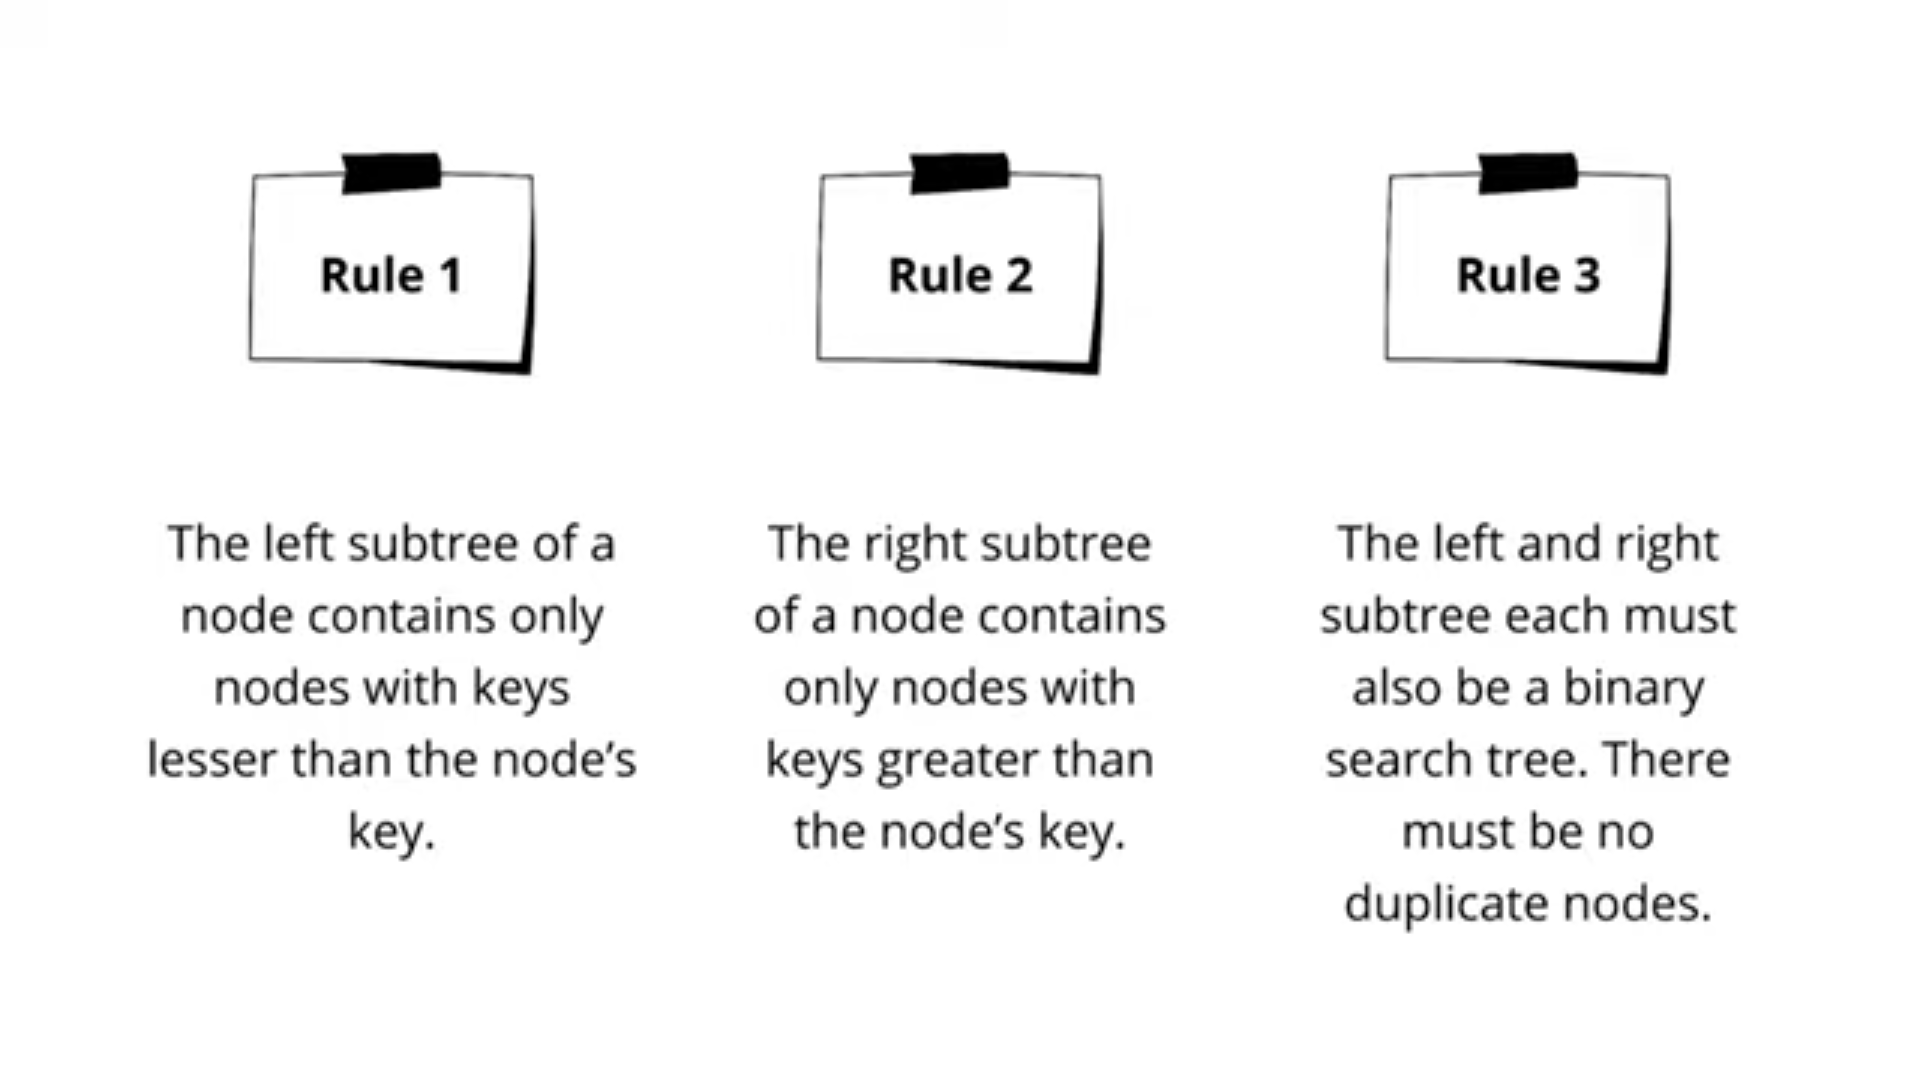 Rule 1
The left subtree of a
node contains only
nodes with keys
lesser than the node’s
key.
Rule 2
The right subtree
of a node contains
only nodes with
keys greater than
the node’s key.
Rule 3
The left and right
subtree each must
also be a binary
search tree. There
must be no
duplicate nodes.